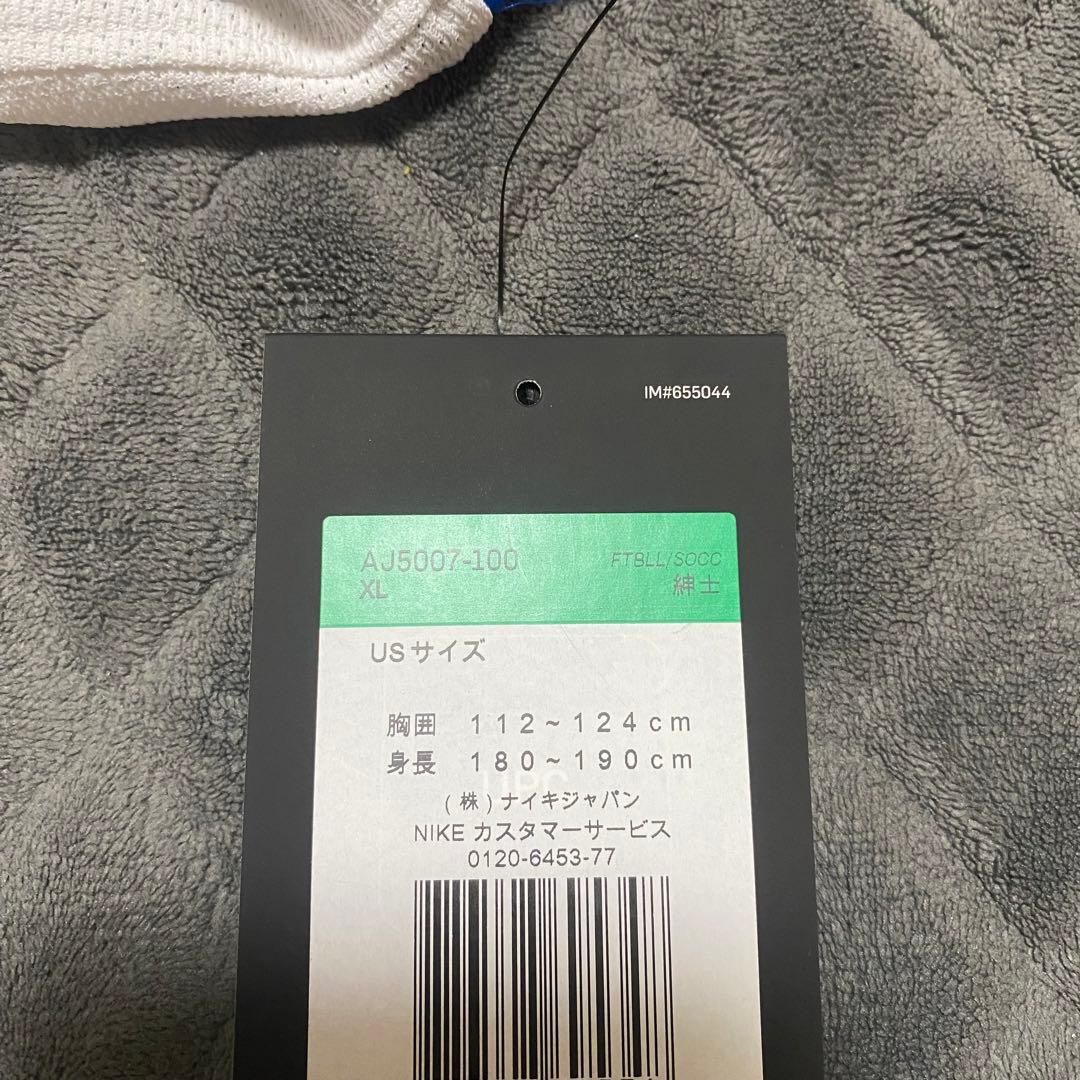 IM#655044
AJ5007-100 FTBLL/SOCC
XL 紳士
USサイズ
胸囲 112~124cm
身長 180~190cm
(株)ナイキジャパン
NIKE カスタマーサービス
0120-6453-77
UPC